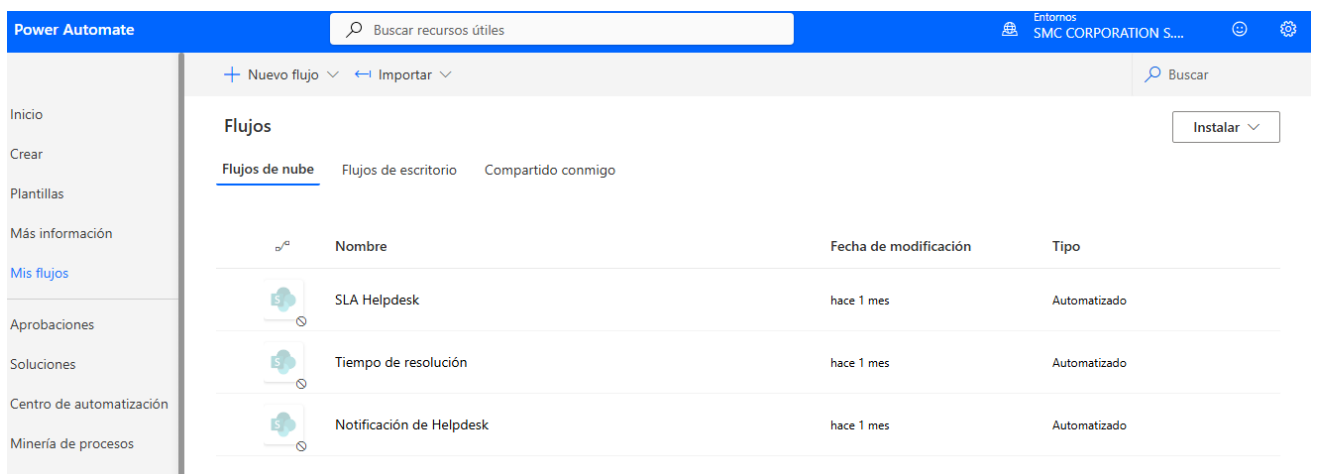 Power Automate
Buscar recursos útiles
Entornos
SMC CORPORATION S....
Nuevo flujo
Importar
Buscar
Inicio
Crear
Plantillas
Más información
Mis flujos
Aprobaciones
Soluciones
Centro de automatización
Minería de procesos
Flujos
Instalar
Flujos de nube Flujos de escritorio Compartido conmigo
Nombre Fecha de modificación Tipo
SLA Helpdesk hace 1 mes Automatizado
Tiempo de resolución hace 1 mes Automatizado
Notificación de Helpdesk hace 1 mes Automatizado